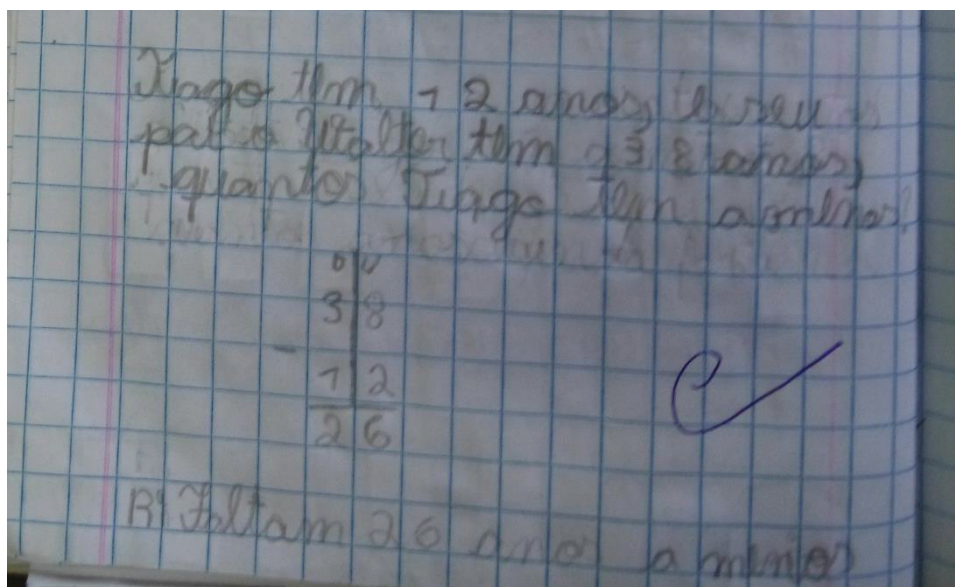 Tiago tem 12 anos, e seu
pai o Walter tem 38 anos,
quantos Tiago tem a menos?
D U
3 8
-
1 2
2 6
R: Faltam 26 anos a menos